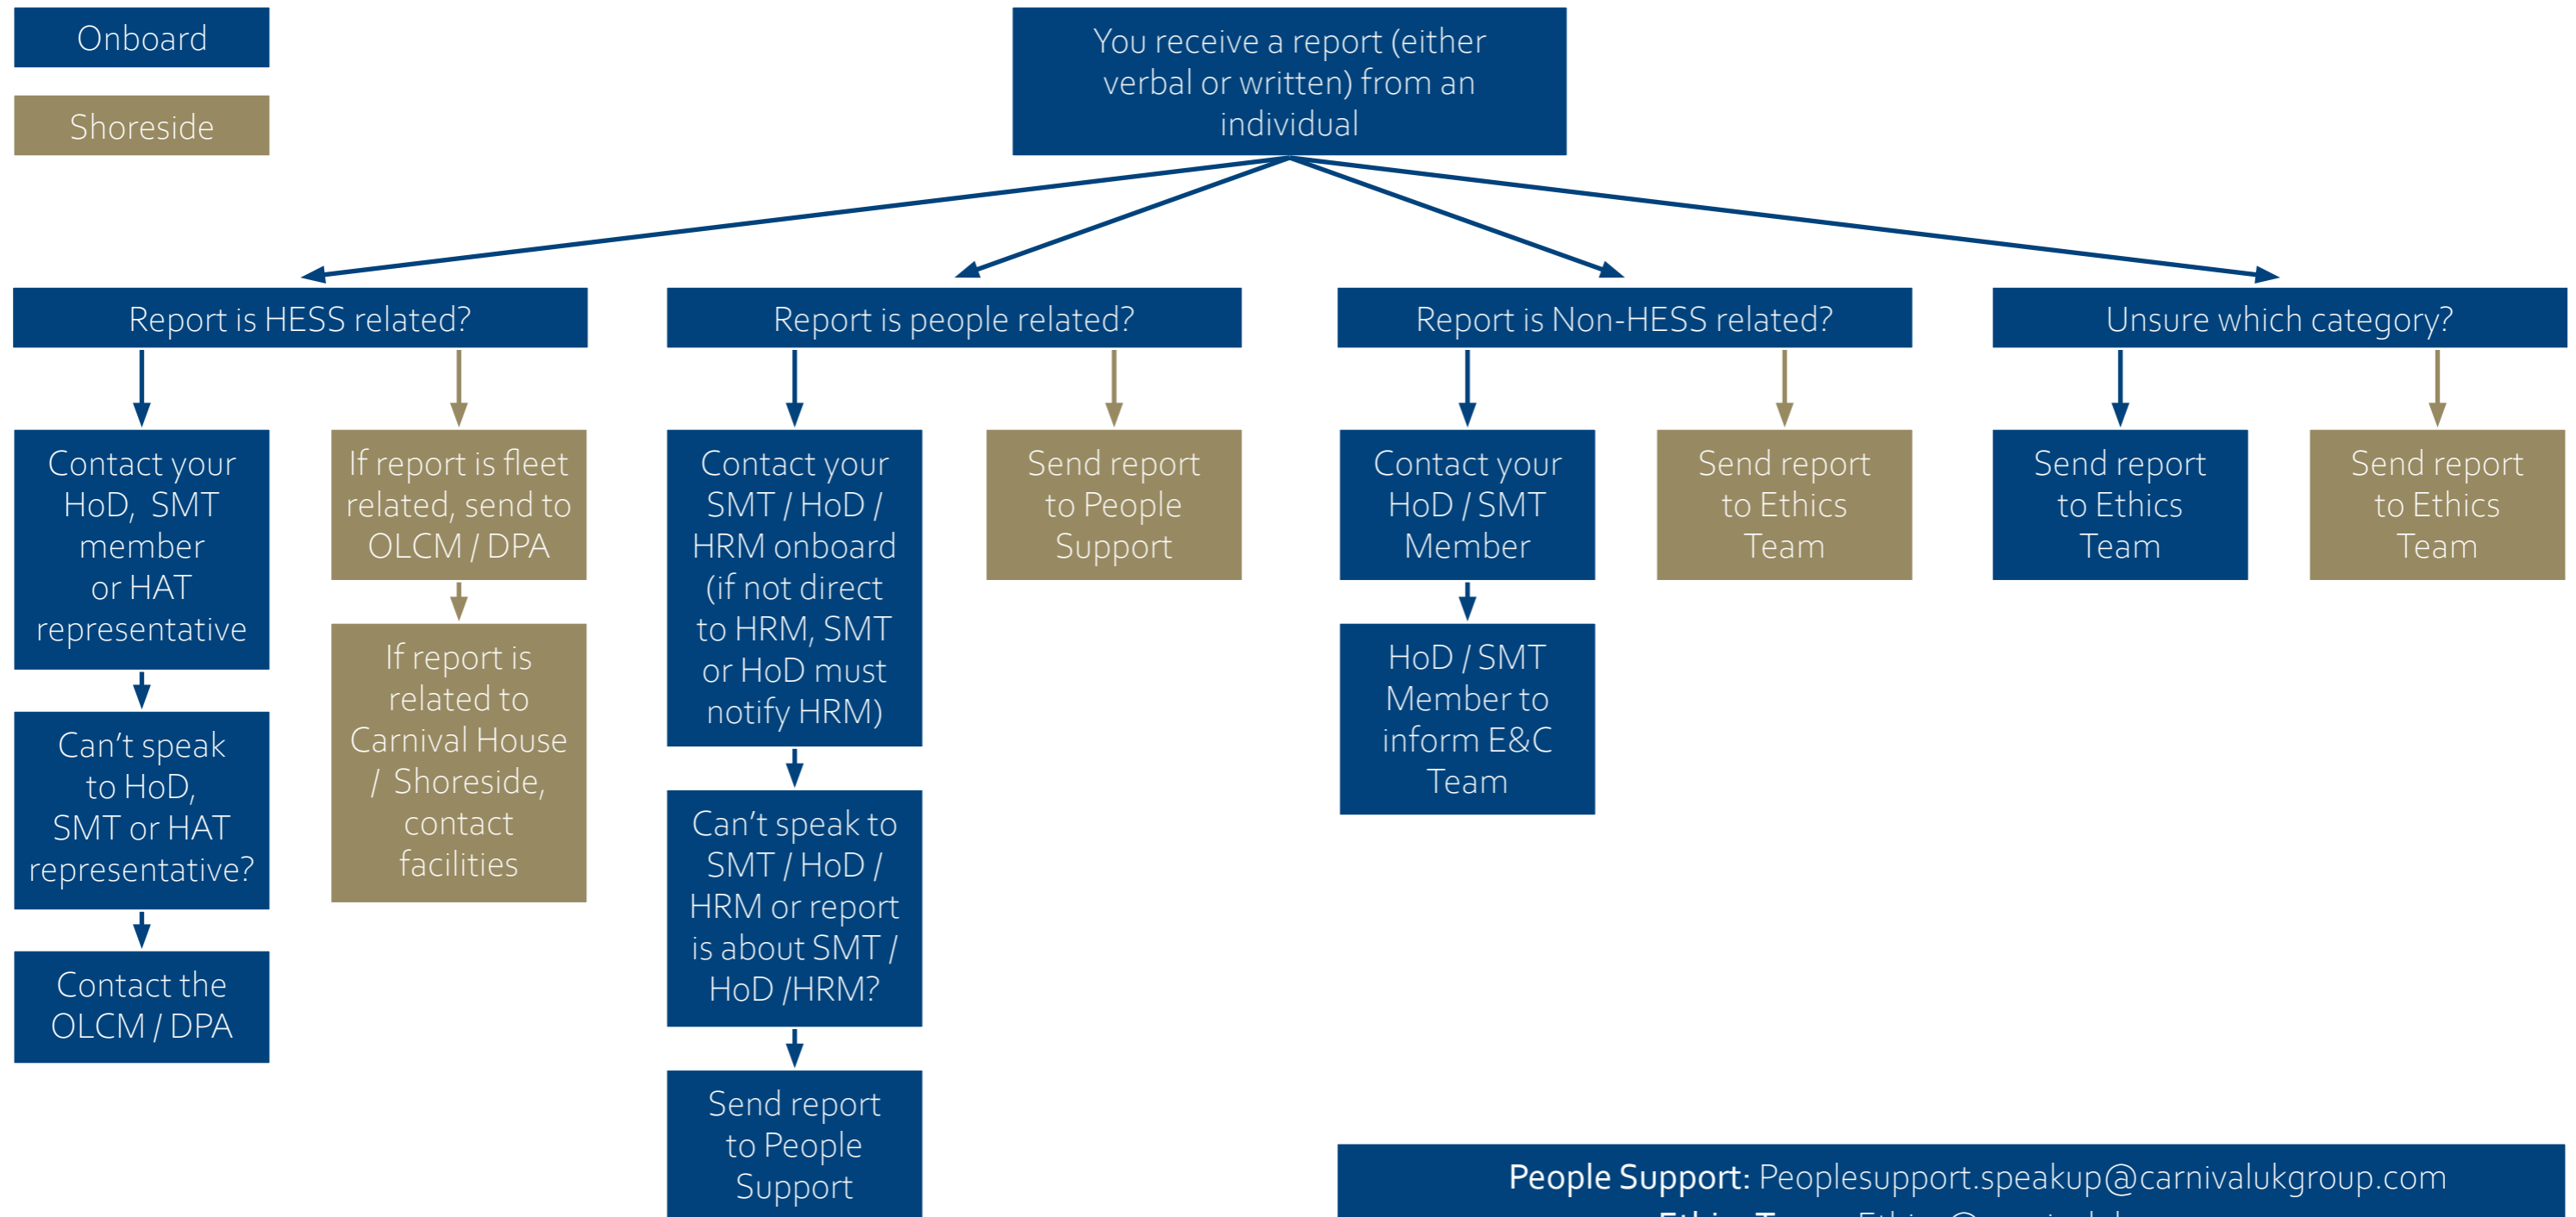 Onboard
Shoreside
You receive a report (either
verbal or written) from an
individual
Report is HESS related?
Report is people related?
Report is Non-HESS related?
Unsure which category?
Contact your
HoD, SMT
member
or HAT
representative
Can't speak
to HoD,
SMT or HAT
representative?
Contact the
OLCM / DPA
If report is fleet
related, send to
OLCM / DPA
If report is
related to
Carnival House
/ Shoreside,
contact
facilities
Contact your
SMT / HoD /
HRM onboard
(if not direct
to HRM, SMT
or HoD must
notify HRM)
Can't speak to
SMT / HoD /
HRM or report
is about SMT /
HoD /HRM?
Send report
to People
Support
Send report
to People
Support
Contact your
HoD / SMT
Member
HoD / SMT
Member to
inform E&C
Team
Send report
to Ethics
Team
Send report
to Ethics
Team
Send report
to Ethics
Team
People Support: Peoplesupport.speakup@carnivalukgroup.com